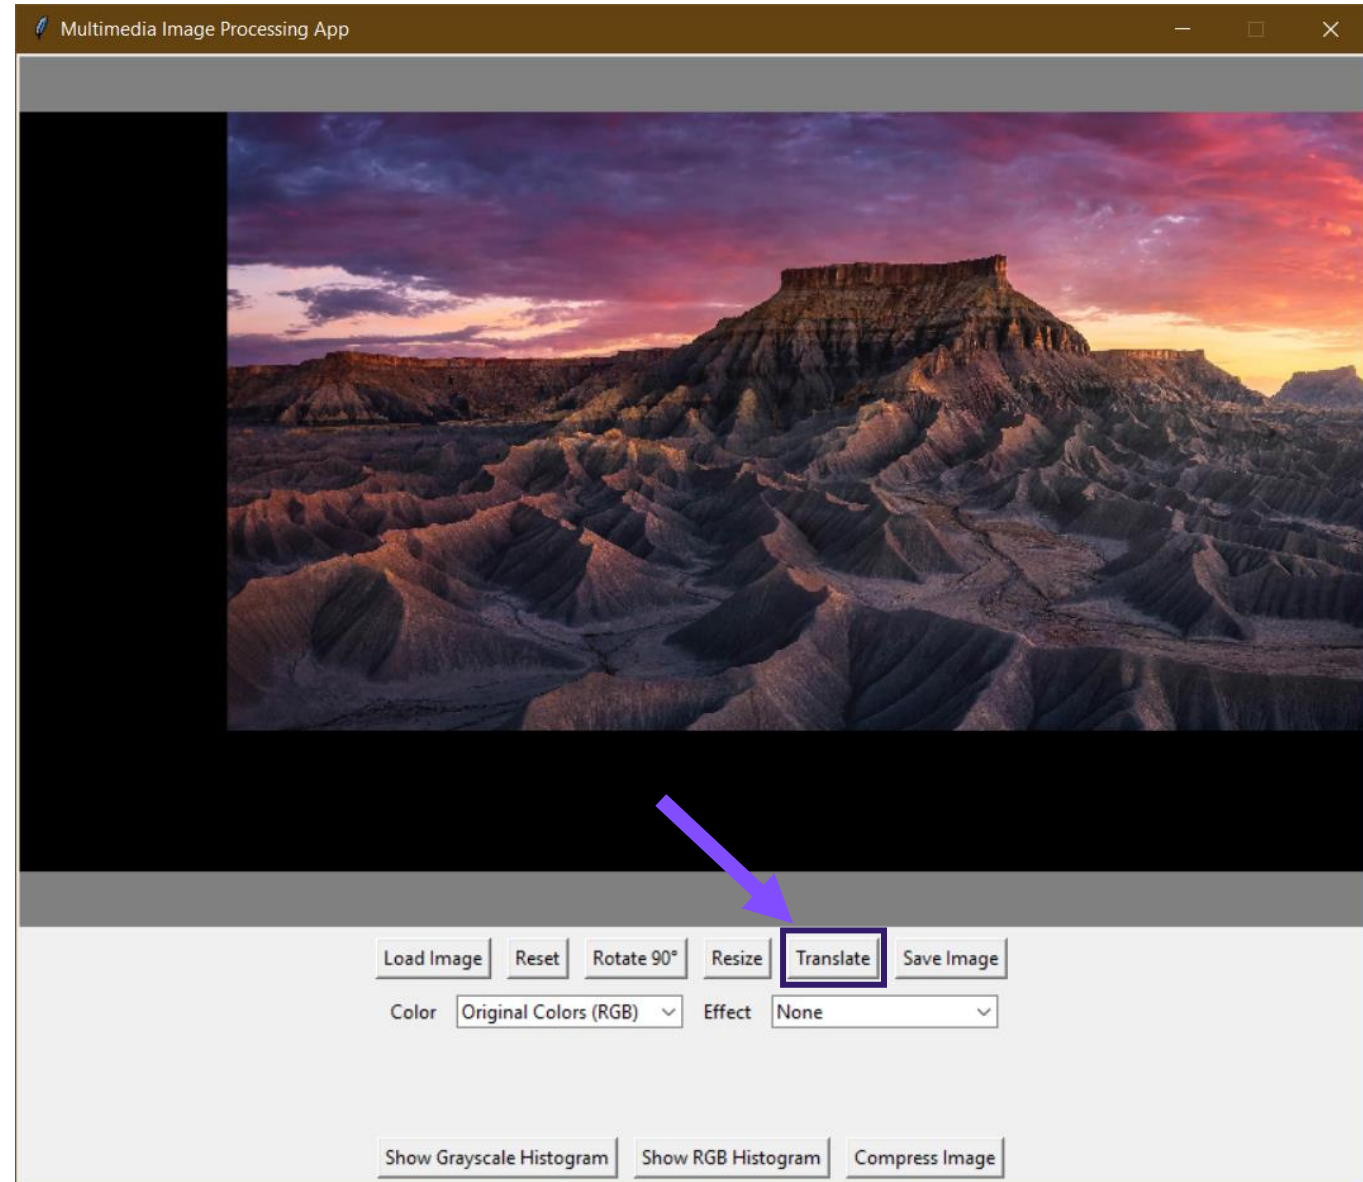 Multimedia Image Processing App
Load Image Reset Rotate 90° Resize Translate Save Image
Color Original Colors (RGB) Effect None
Show Grayscale Histogram Show RGB Histogram Compress Image